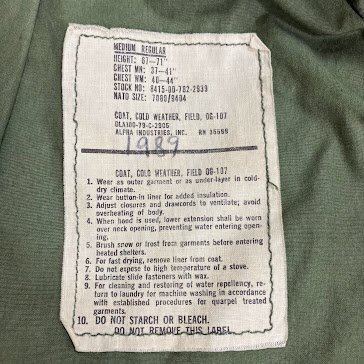 MEDIUM REGULAR
HEIGHT: 67-71"
CHEST MN: 37-41"
CHEST WM: 40-44"
STOCK NO: 8415-00-782-2939
NATO SIZE: 7080/9404
COAT, COLD WEATHER, FIELD, OG-107
DLA100-79-C-2905
ALPHA INDUSTRIES, INC. RN 35669
1989
COAT, COLD WEATHER, FIELD OG-107
1. Wear as outer garment or as under-layer in cold-
dry climate.
2. Wear button-in liner for added insulation.
3. Adjust closures and drawcords to ventilate; avoid
overheating of body.
4. When hood is used, lower extension shall be worn
over neck opening, preventing water entering open-
ing.
5. Brush snow or frost from garments before entering
heated shelters.
6. For fast drying, remove liner from coat.
7. Do not expose to high temperature of a stove.
8. Lubricate slide fasteners with wax.
9. For cleaning and restoring of water repellency, re-
turn to laundry for machine washing in accordance
with established procedures for quarpel treated
garments.
10. DO NOT STARCH OR BLEACH.
DO NOT REMOVE THIS LABEL